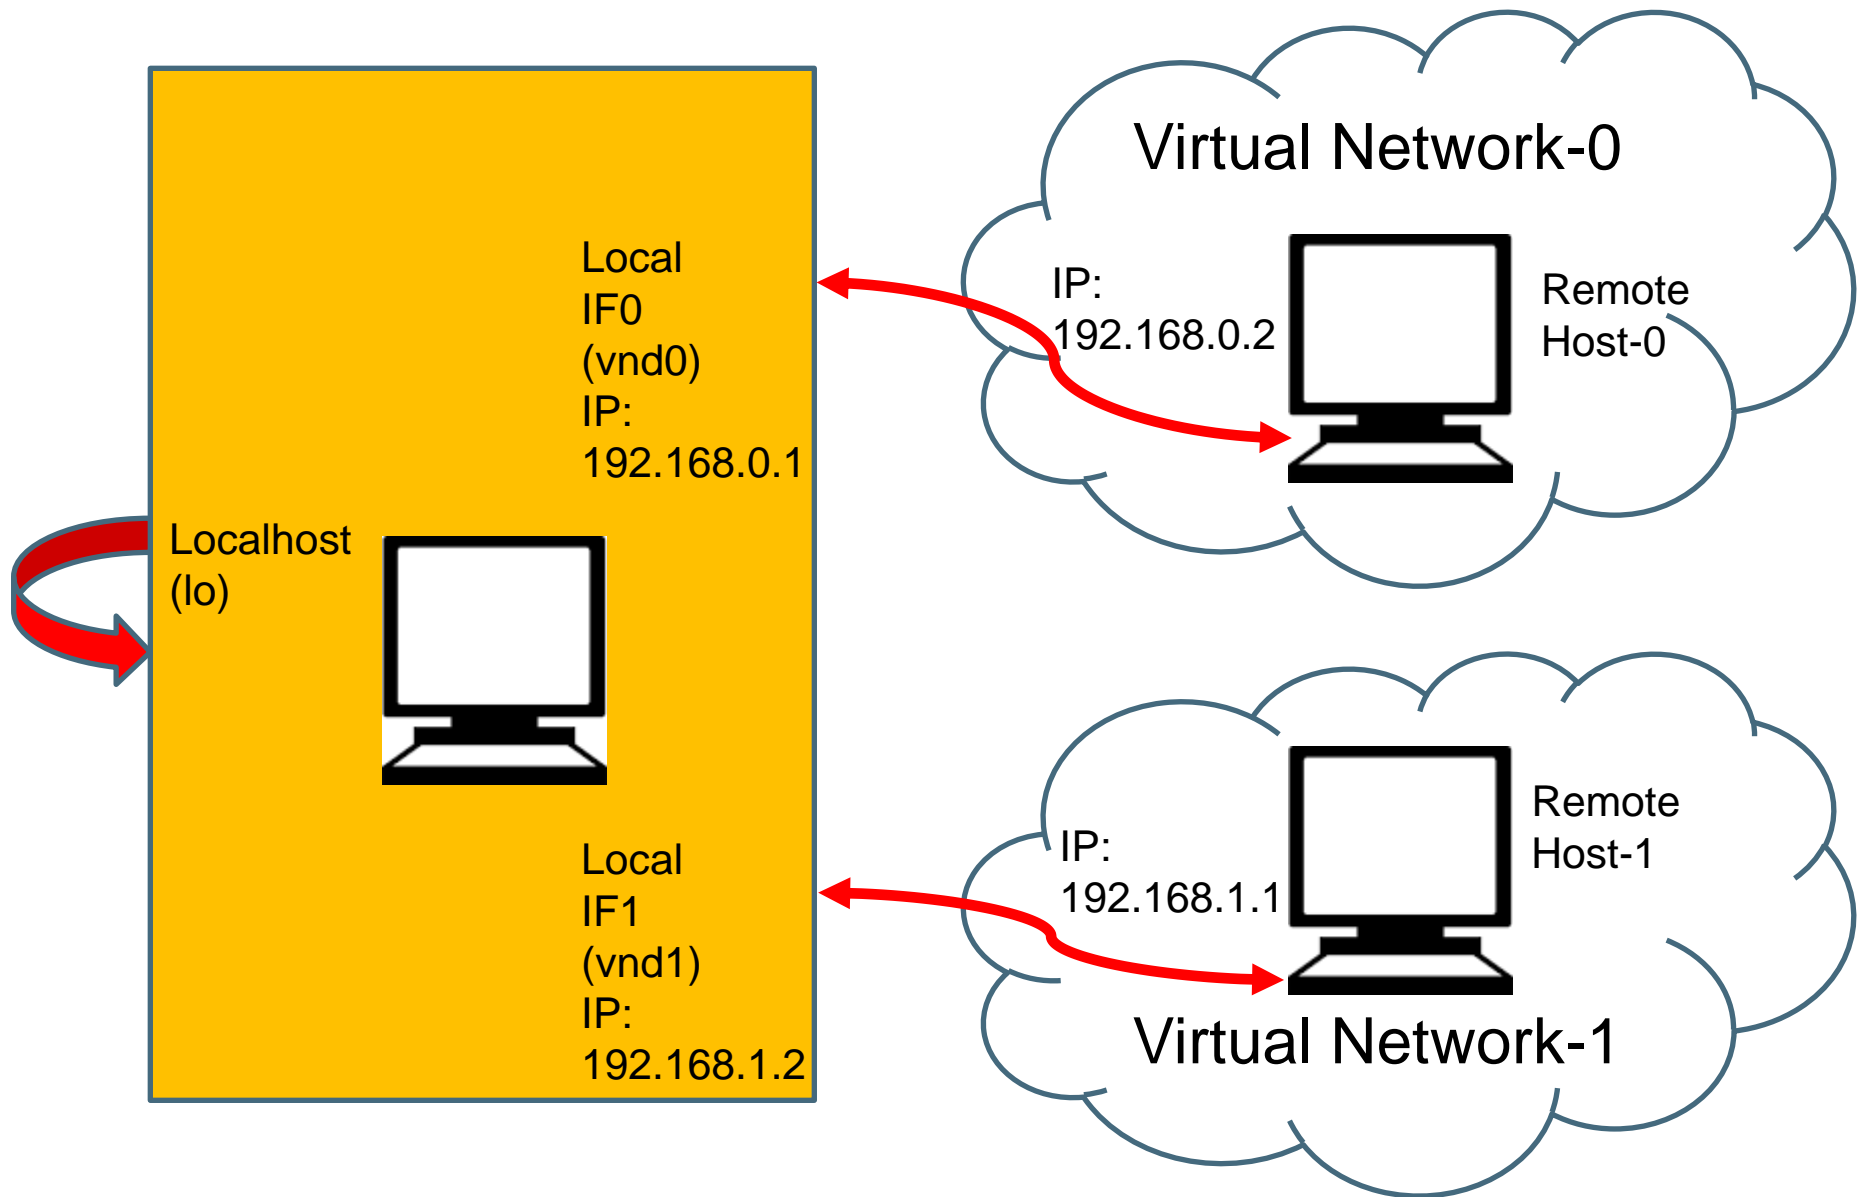 Virtual Network-0
Local
IF0
(vnd0)
IP:
192.168.0.1
IP:
192.168.0.2
Remote
Host-0
Localhost
(lo)
Local
IF1
(vnd1)
IP:
192.168.1.2
IP:
192.168.1.1
Remote
Host-1
Virtual Network-1